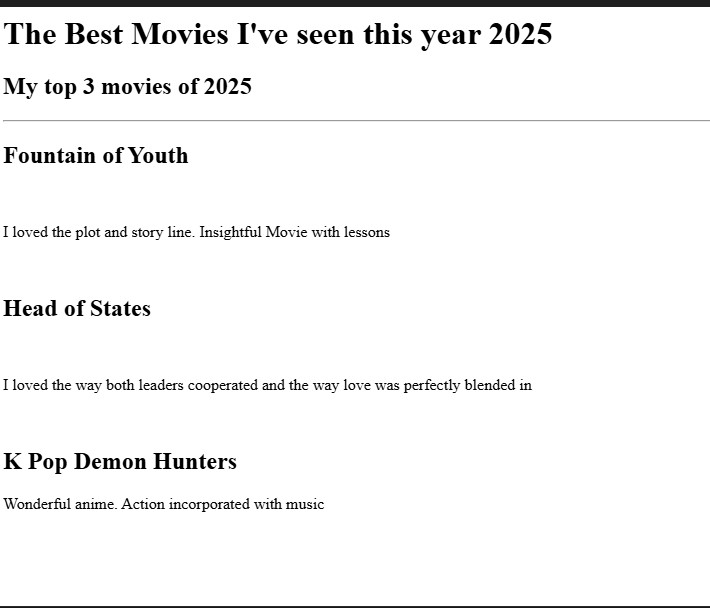 The Best Movies I've seen this year 2025
My top 3 movies of 2025
Fountain of Youth
I loved the plot and story line. Insightful Movie with lessons
Head of States
I loved the way both leaders cooperated and the way love was perfectly blended in
K Pop Demon Hunters
Wonderful anime. Action incorporated with music